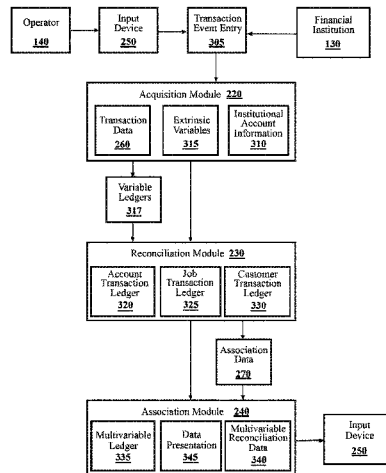 Operator
140
Input
Device
250
Transaction
Event Entry
305
Financial
Institution
130
Acquisition Module 220
Transaction
Data
260
Extrinsic
Variables
315
Institutional
Account
Information
310
Variable
Ledgers
317
Reconciliation Module 230
Account
Transaction
Ledger
320
Job
Transaction
Ledger
325
Customer
Transaction
Ledger
330
Association
Data
270
Association Module 240
Multivariable
Ledger
335
Data
Presentation
345
Multivariable
Reconciliation
Data
340
Input
Device
250